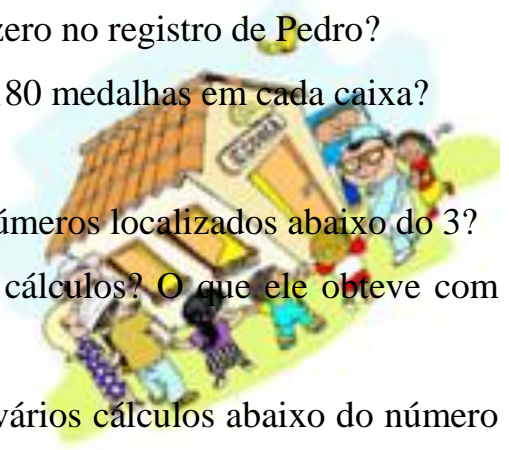 zero no registro de Pedro?
80 medalhas em cada caixa?
úmeros localizados abaixo do 3?
cálculos? O que ele obteve com
vários cálculos abaixo do número